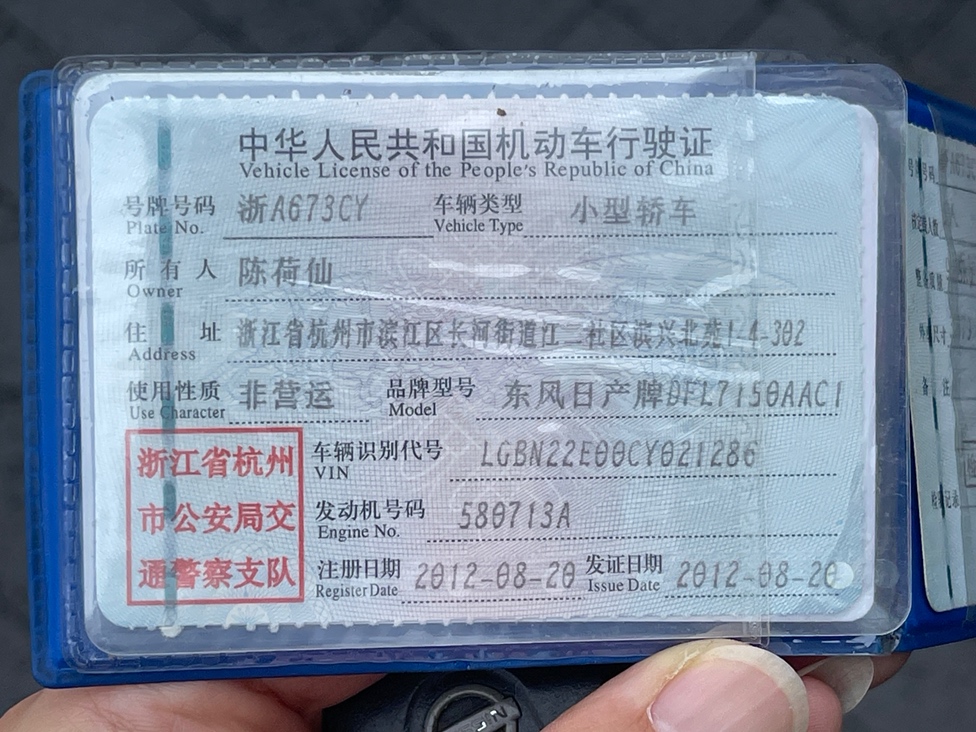 中华人民共和国机动车行驶证
Vehicle License of the People's Republic of China
号牌号码 浙A673CY 车辆类型 小型轿车
Plate No. Vehicle Type
所有人 陈荷仙
Owner
住址 浙江省杭州市滨江区长河街道江二社区滨兴北苑1-4-302
Address
使用性质 非营运 品牌型号 东风日产牌DFL7150AAC1
Use Character Model
浙江省杭州
市公安局交
通警察支队
车辆识别代号 LGBN22E00CY021286
VIN
发动机号码 580713A
Engine No.
注册日期 2012-08-20 发证日期 2012-08-20
Register Date Issue Date